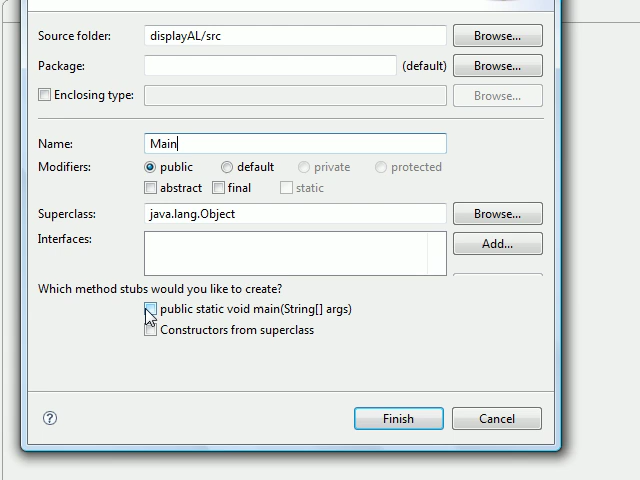 Source folder: displayAL/src Browse...
Package: (default) Browse...
Enclosing type: Browse...
Name: Main
Modifiers: public default private protected
abstract final static
Superclass: java.lang.Object Browse...
Interfaces: Add...
Which method stubs would you like to create?
public static void main(String[] args)
Constructors from superclass
? Finish Cancel